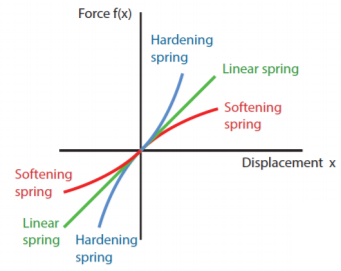 Force f(x)
Hardening
spring
Linear spring
Softening
spring
Displacement x
Softening
spring
Linear
spring
Hardening
spring